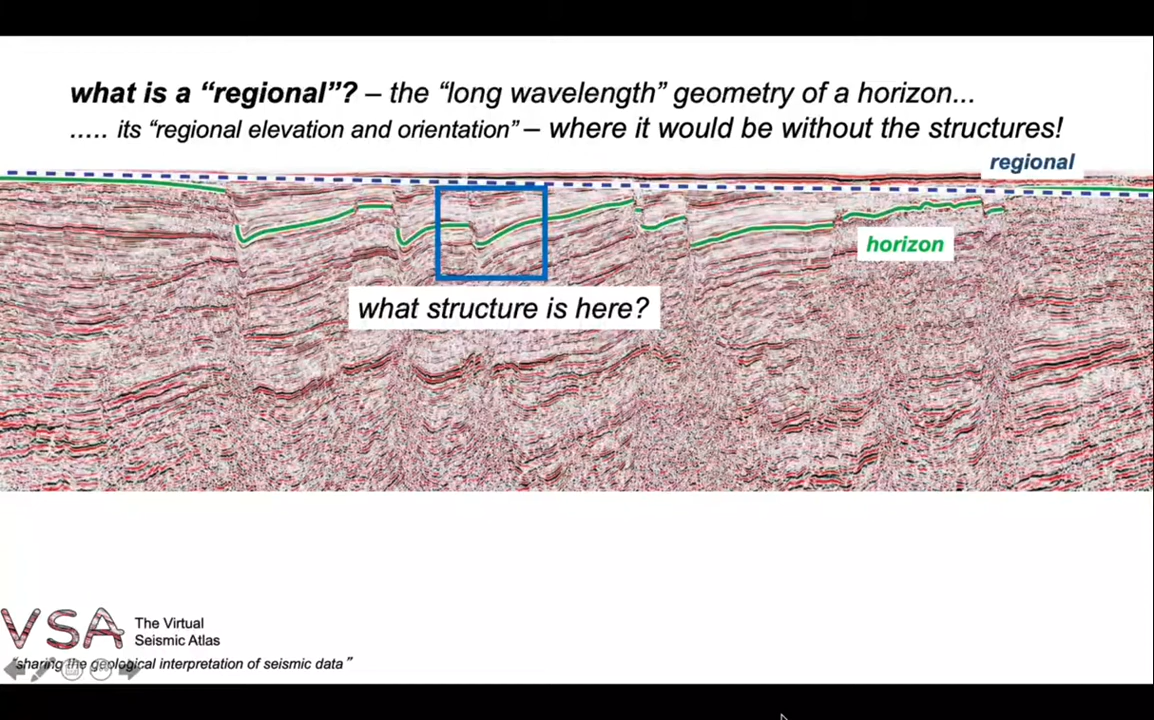 what is a “regional”? – the “long wavelength” geometry of a horizon...
..... its “regional elevation and orientation” – where it would be without the structures!
regional
horizon
what structure is here?
VSA
The Virtual
Seismic Atlas
“sharing the geological interpretation of seismic data”